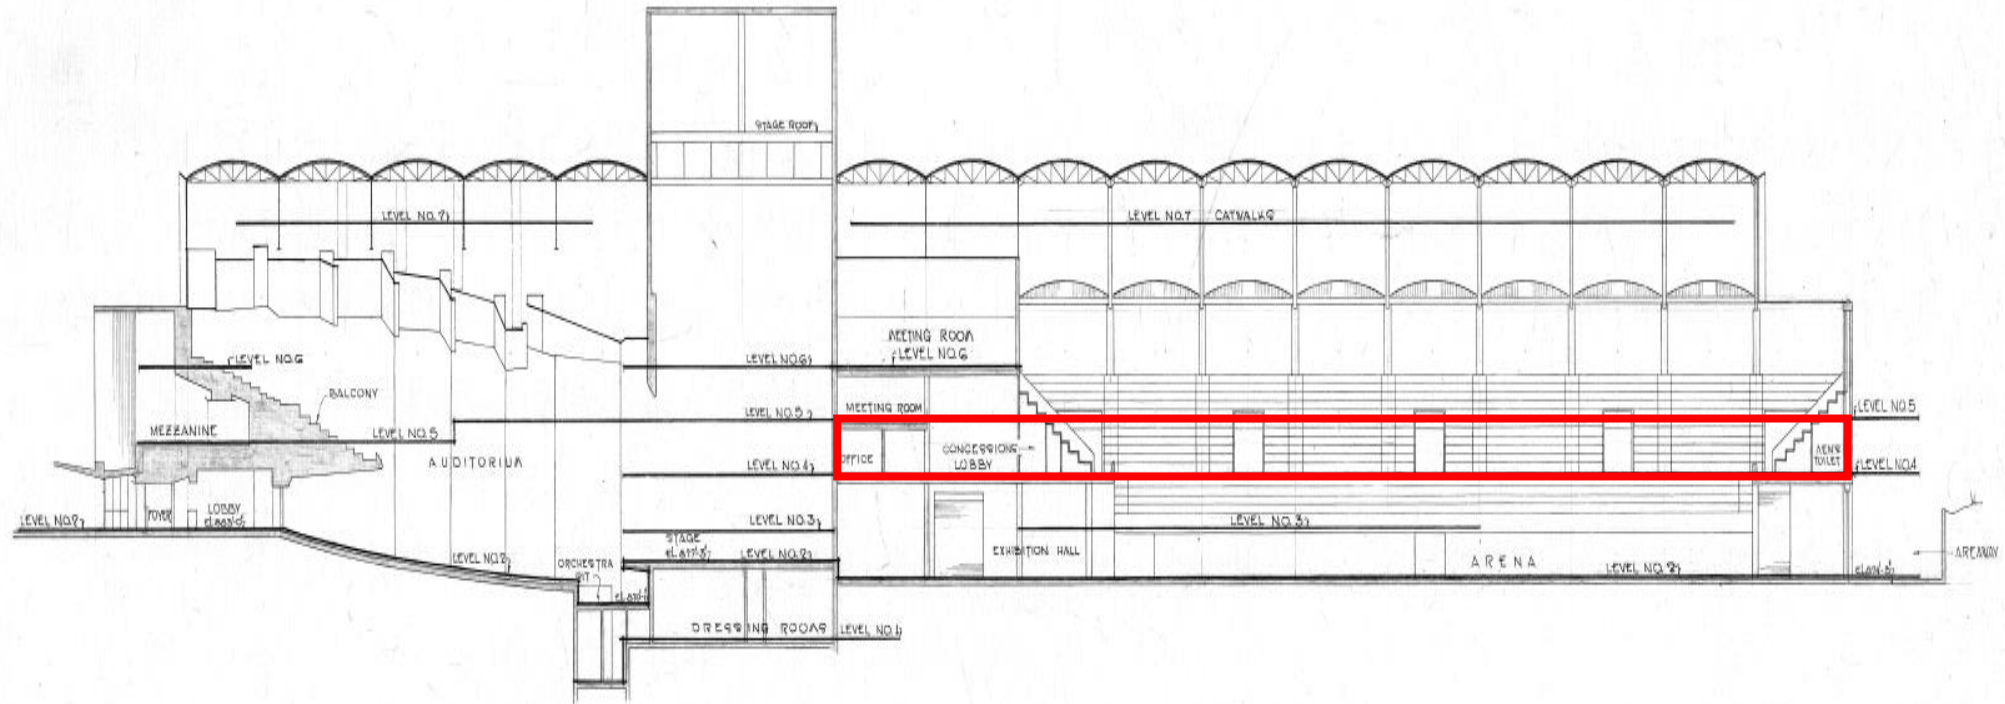 STAGE ROOF
LEVEL NO. 7
LEVEL NO. 7 CATWALKS
MEETING ROOM
LEVEL NO. 6
LEVEL NO. 6
LEVEL NO. 6
BALCONY
MEETING ROOM
LEVEL NO. 5
LEVEL NO. 5
MEZZANINE
LEVEL NO. 5
AUDITORIUM
LEVEL NO. 4
OFFICE
CONCESSIONS
LOBBY
MEN'S
TOILET
LEVEL NO. 4
FOYER
LOBBY
LEVEL NO. 2
LEVEL NO. 3
LEVEL NO. 3
STAGE
LEVEL NO. 2
LEVEL NO. 2
ORCHESTRA
PIT
EXHIBITION HALL
ARENA
LEVEL NO. 2
AREAWAY
DRESSING ROOMS
LEVEL NO. 1